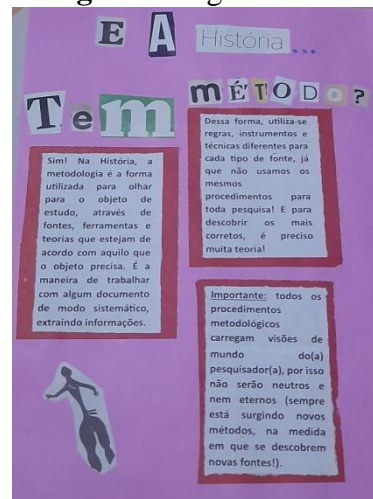 E A História...
Tem MÉTODO?
Sim! Na História, a
metodologia é a forma
utilizada para olhar
para o objeto de
estudo, através de
fontes, ferramentas e
teorias que estejam de
acordo com aquilo que
o objeto precisa. É a
maneira de trabalhar
com algum documento
de modo sistemático,
extraindo informações.
Dessa forma, utiliza-se
regras, instrumentos e
técnicas diferentes para
cada tipo de fonte, já
que não usamos os
mesmos
procedimentos para
toda pesquisa! E para
descobrir os mais
corretos, é preciso
muita teoria!
Importante: todos os
procedimentos
metodológicos
carregam visões de
mundo do(a)
pesquisador(a), por isso
não serão neutros e
nem eternos (sempre
está surgindo novos
métodos, na medida
em que se descobrem
novas fontes!).